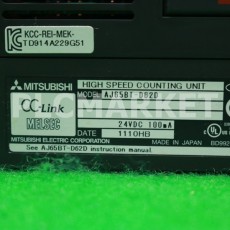 KCC-REI-MEK-
TD914A229G51
MITSUBISHI
HIGH SPEED COUNTING UNIT
MODEL AJ65BT-D62D
CC-Link
MELSEC
24VDC 100mA
DATE 1110HB
MITSUBISHI ELECTRIC CORPORATION MADE IN JAPAN
See AJ65BT-D62D instruction manual.